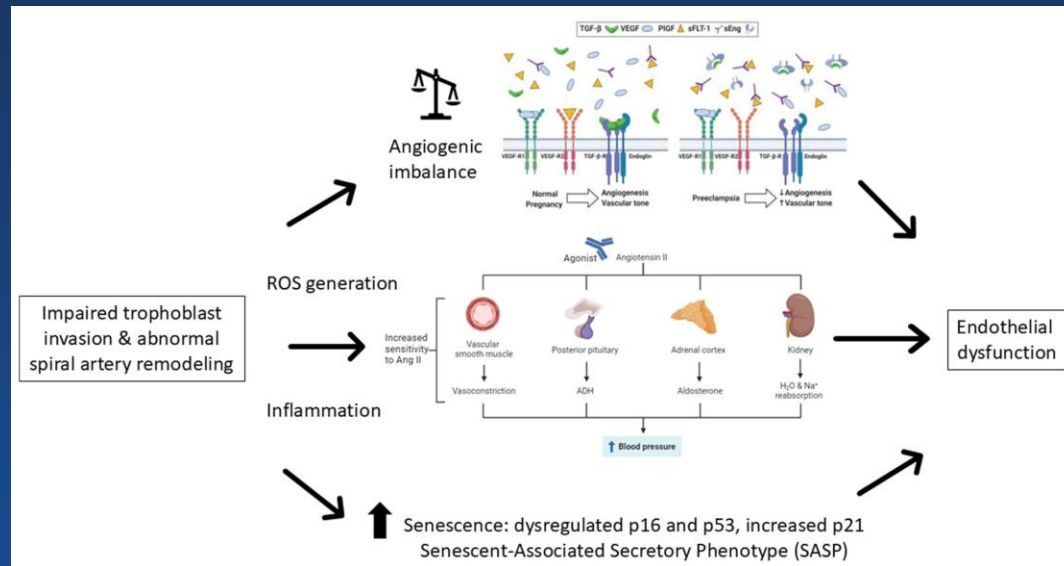 TGF-β VEGF PlGF sFLT-1 sEng
Angiogenic
imbalance
VEGF-R1 VEGF-R2 TGF-β-R Endoglin
VEGF-R1 VEGF-R2 TGF-β-R Endoglin
Normal
Pregnancy
Angiogenesis
Vascular tone
Preeclampsia
↓Angiogenesis
↑Vascular tone
ROS generation
Agonist
Angiotensin II
Impaired trophoblast
invasion & abnormal
spiral artery remodeling
Increased
sensitivity
to Ang II
Vascular
smooth muscle
Posterior pituitary
Adrenal cortex
Kidney
Vasoconstriction
ADH
Aldosterone
H₂O & Na⁺
reabsorption
Endothelial
dysfunction
Inflammation
↑ Blood pressure
Senescence: dysregulated p16 and p53, increased p21
Senescent-Associated Secretory Phenotype (SASP)